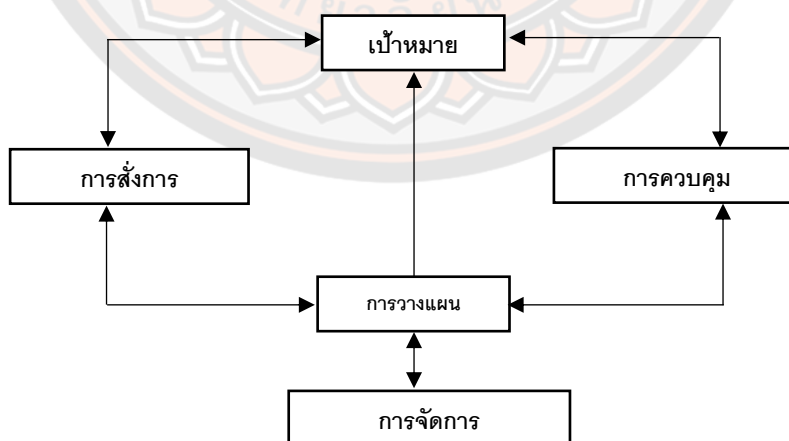 เป้าหมาย
การสั่งการ
การควบคุม
การวางแผน
การจัดการ